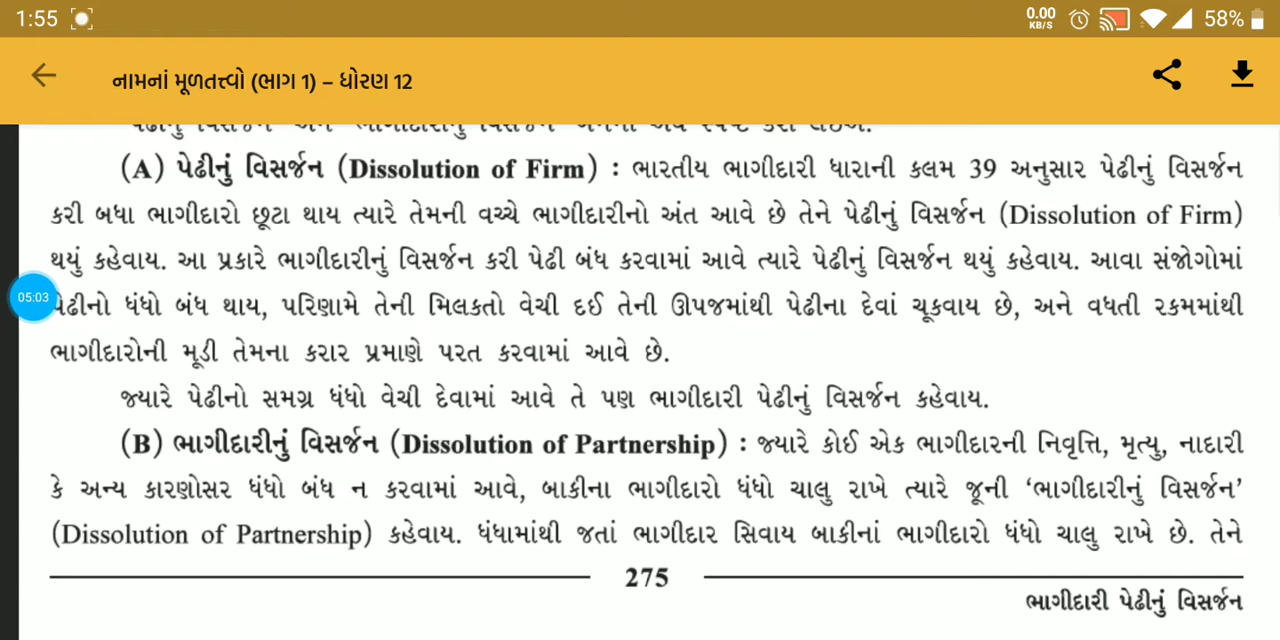 1:55
0.00
KB/S
58%
નામનાં મૂળતત્ત્વો (ભાગ 1) – ધોરણ 12
(A) પેઢીનું વિસર્જન (Dissolution of Firm) : ભારતીય ભાગીદારી ધારાની કલમ 39 અનુસાર પેઢીનું વિસર્જન
કરી બધા ભાગીદારો છૂટા થાય ત્યારે તેમની વચ્ચે ભાગીદારીનો અંત આવે છે તેને પેઢીનું વિસર્જન (Dissolution of Firm)
થયું કહેવાય. આ પ્રકારે ભાગીદારીનું વિસર્જન કરી પેઢી બંધ કરવામાં આવે ત્યારે પેઢીનું વિસર્જન થયું કહેવાય. આવા સંજોગોમાં
05:03
પેઢીનો ધંધો બંધ થાય, પરિણામે તેની મિલકતો વેચી દઈ તેની ઊપજમાંથી પેઢીના દેવાં ચૂકવાય છે, અને વધતી રકમમાંથી
ભાગીદારોની મૂડી તેમના કરાર પ્રમાણે પરત કરવામાં આવે છે.
જ્યારે પેઢીનો સમગ્ર ધંધો વેચી દેવામાં આવે તે પણ ભાગીદારી પેઢીનું વિસર્જન કહેવાય.
(B) ભાગીદારીનું વિસર્જન (Dissolution of Partnership) : જ્યારે કોઈ એક ભાગીદારની નિવૃત્તિ, મૃત્યુ, નાદારી
કે અન્ય કારણોસર ધંધો બંધ ન કરવામાં આવે, બાકીના ભાગીદારો ધંધો ચાલુ રાખે ત્યારે જૂની ‘ભાગીદારીનું વિસર્જન’
(Dissolution of Partnership) કહેવાય. ધંધામાંથી જતાં ભાગીદાર સિવાય બાકીનાં ભાગીદારો ધંધો ચાલુ રાખે છે. તેને
275
ભાગીદારી પેઢીનું વિસર્જન